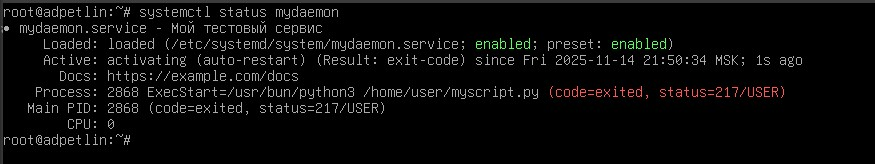 root@adpetlin:~# systemctl status mydaemon
● mydaemon.service - Мой тестовый сервис
Loaded: loaded (/etc/systemd/system/mydaemon.service; enabled; preset: enabled)
Active: activating (auto-restart) (Result: exit-code) since Fri 2025-11-14 21:50:34 MSK; 1s ago
Docs: https://example.com/docs
Process: 2868 ExecStart=/usr/bun/python3 /home/user/myscript.py (code=exited, status=217/USER)
Main PID: 2868 (code=exited, status=217/USER)
CPU: 0
root@adpetlin:~#